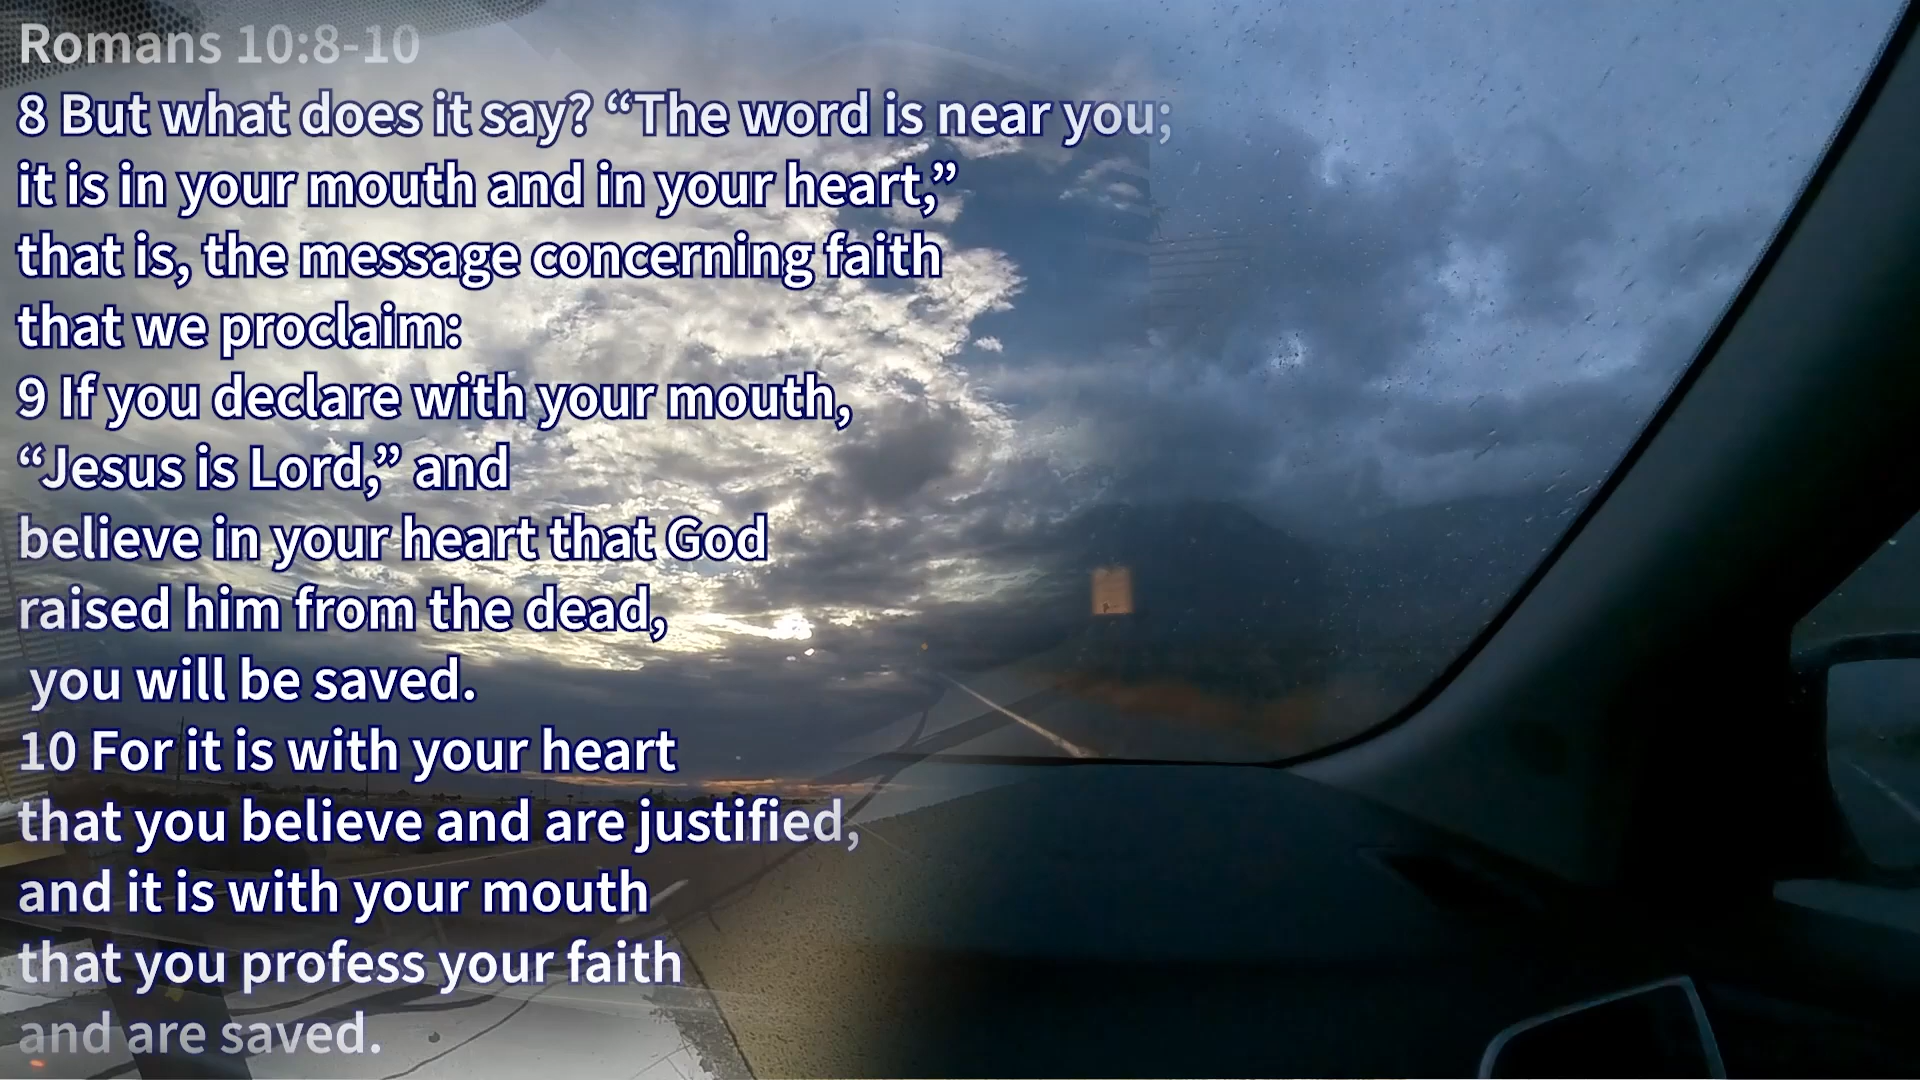 Romans 10:8-10
8 But what does it say? “The word is near you;
it is in your mouth and in your heart,”
that is, the message concerning faith
that we proclaim:
9 If you declare with your mouth,
“Jesus is Lord,” and
believe in your heart that God
raised him from the dead,
you will be saved.
10 For it is with your heart
that you believe and are justified,
and it is with your mouth
that you profess your faith
and are saved.